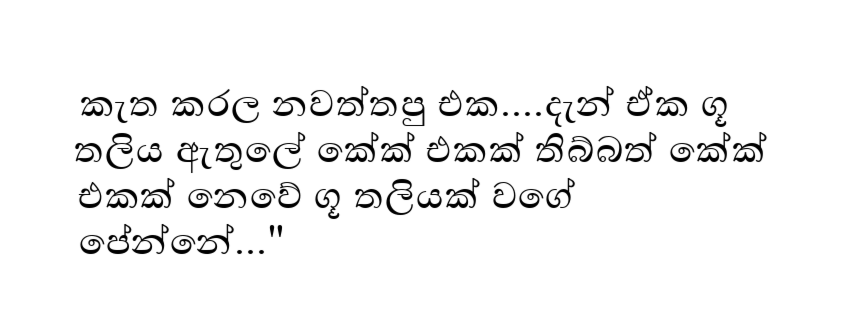 කැත කරල නවත්තපු එක....දැන් ඒක ගූ
තලිය ඇතුලේ කේක් එකක් තිබ්බත් කේක්
එකක් නෙවේ ගූ තලියක් වගේ
පේන්නේ..."